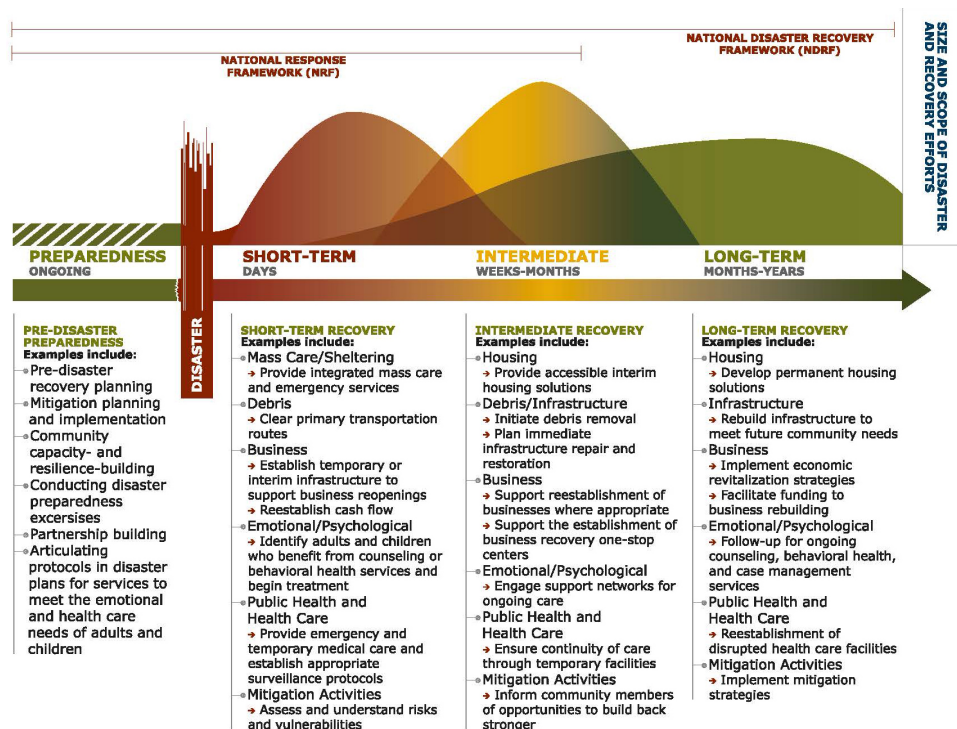 NATIONAL DISASTER RECOVERY
FRAMEWORK (NDRF)
NATIONAL RESPONSE
FRAMEWORK (NRF)
SIZE AND SCOPE OF DISASTER
AND RECOVERY EFFORTS
PREPAREDNESS
ONGOING
SHORT-TERM
DAYS
INTERMEDIATE
WEEKS-MONTHS
LONG-TERM
MONTHS-YEARS
DISASTER
PRE-DISASTER
PREPAREDNESS
Examples include:
Pre-disaster
recovery planning
Mitigation planning
and implementation
Community
capacity- and
resilience-building
Conducting disaster
preparedness
excersises
Partnership building
Articulating
protocols in disaster
plans for services to
meet the emotional
and health care
needs of adults and
children
SHORT-TERM RECOVERY
Examples include:
Mass Care/Sheltering
➔ Provide integrated mass care
and emergency services
Debris
➔ Clear primary transportation
routes
Business
➔ Establish temporary or
interim infrastructure to
support business reopenings
➔ Reestablish cash flow
Emotional/Psychological
➔ Identify adults and children
who benefit from counseling or
behavioral health services and
begin treatment
Public Health and
Health Care
➔ Provide emergency and
temporary medical care and
establish appropriate
surveillance protocols
Mitigation Activities
➔ Assess and understand risks
and vulnerabilities
INTERMEDIATE RECOVERY
Examples include:
Housing
➔ Provide accessible interim
housing solutions
Debris/Infrastructure
➔ Initiate debris removal
➔ Plan immediate
infrastructure repair and
restoration
Business
➔ Support reestablishment of
businesses where appropriate
➔ Support the establishment of
business recovery one-stop
centers
Emotional/Psychological
➔ Engage support networks for
ongoing care
Public Health and
Health Care
➔ Ensure continuity of care
through temporary facilities
Mitigation Activities
➔ Inform community members
of opportunities to build back
stronger
LONG-TERM RECOVERY
Examples include:
Housing
➔ Develop permanent housing
solutions
Infrastructure
➔ Rebuild infrastructure to
meet future community needs
Business
➔ Implement economic
revitalization strategies
➔ Facilitate funding to
business rebuilding
Emotional/Psychological
➔ Follow-up for ongoing
counseling, behavioral health,
and case management
services
Public Health and
Health Care
➔ Reestablishment of
disrupted health care facilities
Mitigation Activities
➔ Implement mitigation
strategies